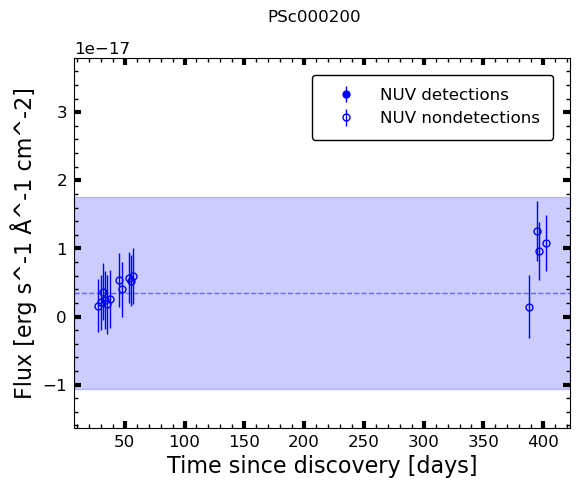 PSc000200
1e−17
Flux [erg s^-1 Å^-1 cm^-2]
3
2
1
0
−1
NUV detections
NUV nondetections
50 100 150 200 250 300 350 400
Time since discovery [days]